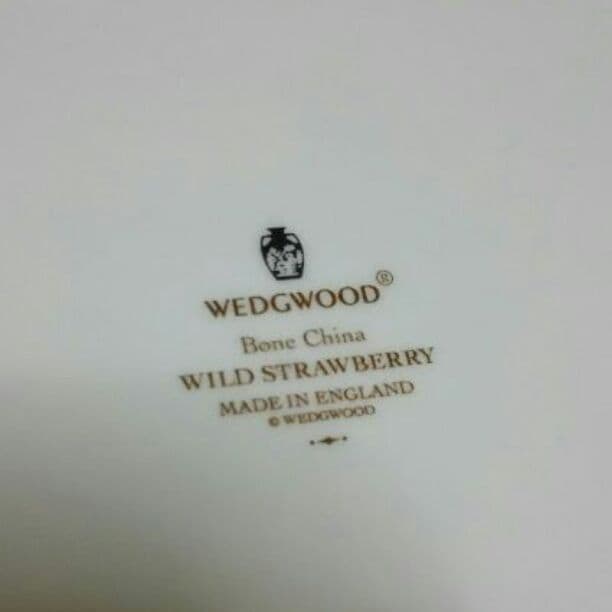 WEDGWOOD®
Bone China
WILD STRAWBERRY
MADE IN ENGLAND
© WEDGWOOD